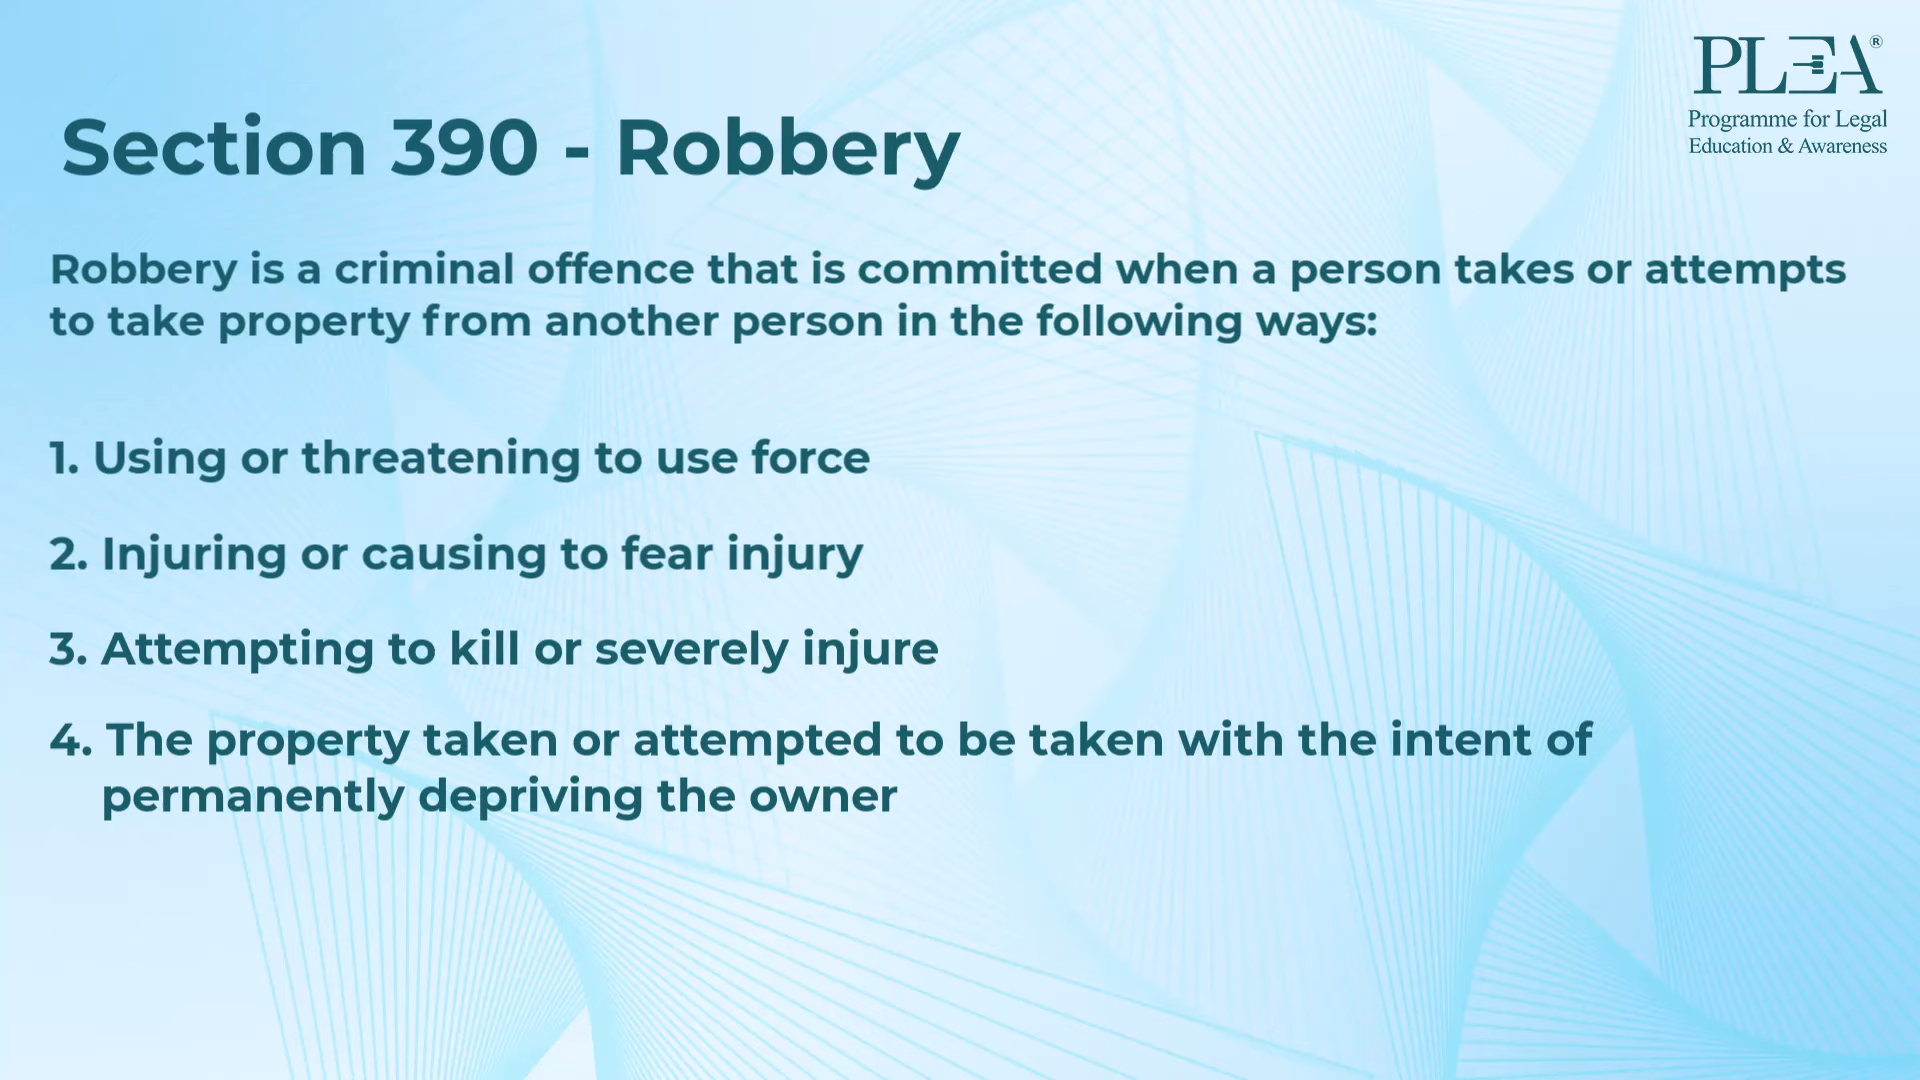 PLEA®
Programme for Legal
Education & Awareness
Section 390 - Robbery
Robbery is a criminal offence that is committed when a person takes or attempts
to take property from another person in the following ways:
1. Using or threatening to use force
2. Injuring or causing to fear injury
3. Attempting to kill or severely injure
4. The property taken or attempted to be taken with the intent of
permanently depriving the owner